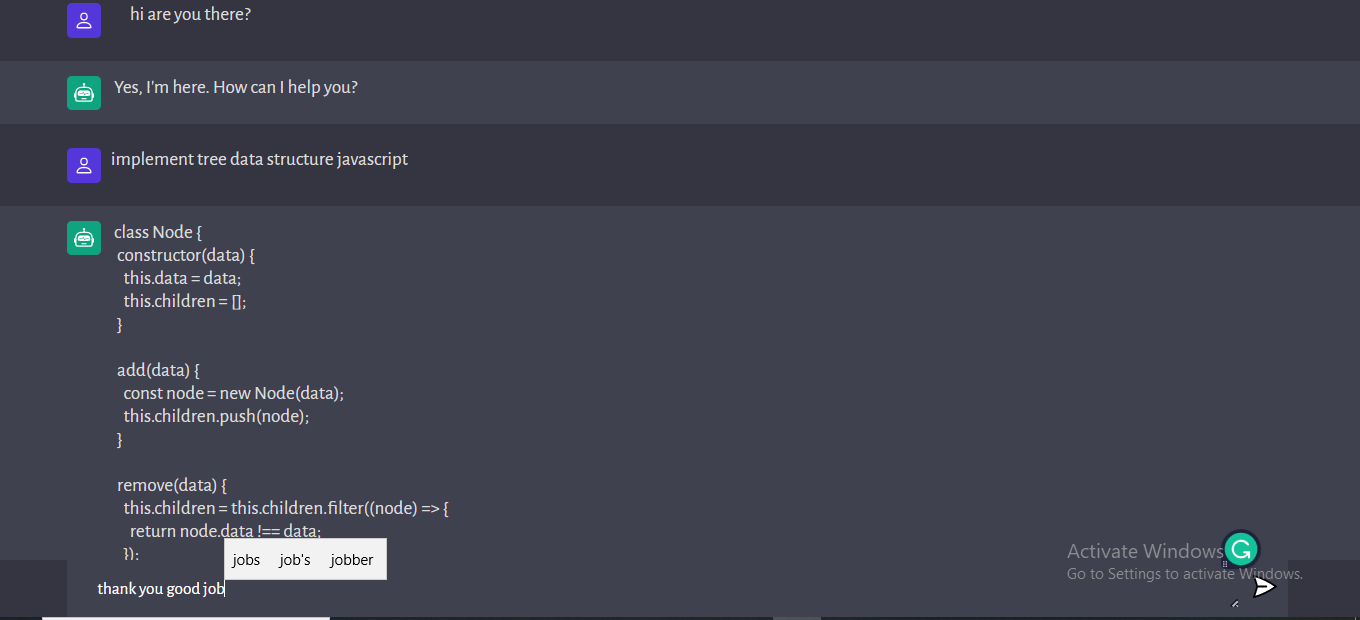 hi are you there?
Yes, I'm here. How can I help you?
implement tree data structure javascript
class Node {
constructor(data) {
this.data = data;
this.children = [];
}
add(data) {
const node = new Node(data);
this.children.push(node);
}
remove(data) {
this.children = this.children.filter((node) => {
return node.data !== data;
});
jobs job's jobber
thank you good job
Activate Windows
Go to Settings to activate Windows.
G